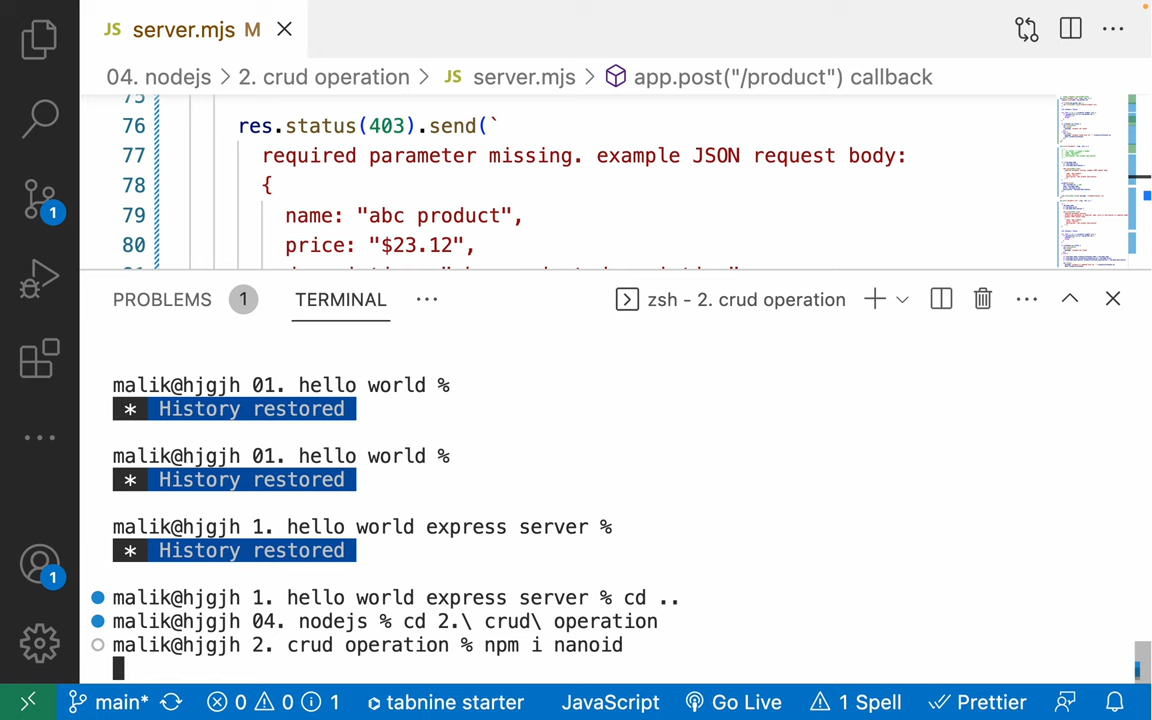 JS server.mjs M
04. nodejs > 2. crud operation > JS server.mjs > app.post("/product") callback
75
76 res.status(403).send(`
77 required parameter missing. example JSON request body:
78 {
79 name: "abc product",
80 price: "$23.12",
PROBLEMS 1 TERMINAL ... zsh - 2. crud operation
malik@hjgjh 01. hello world %
* History restored
malik@hjgjh 01. hello world %
* History restored
malik@hjgjh 1. hello world express server %
* History restored
malik@hjgjh 1. hello world express server % cd ..
malik@hjgjh 04. nodejs % cd 2.\ crud\ operation
malik@hjgjh 2. crud operation % npm i nanoid
1
1
main* 0 0 1 tabnine starter JavaScript Go Live 1 Spell Prettier